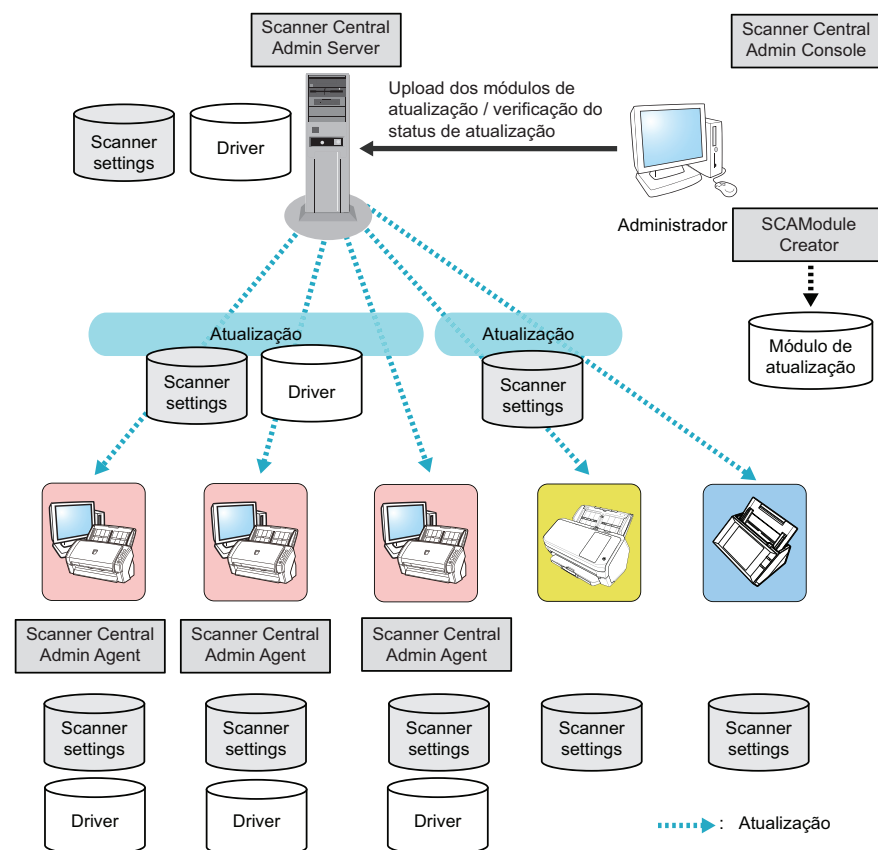 Scanner Central
Admin Server
Scanner Central
Admin Console
Upload dos módulos de
atualização / verificação do
status de atualização
Scanner
settings
Driver
Administrador
SCAModule
Creator
Atualização
Atualização
Módulo de
atualização
Scanner
settings
Driver
Scanner
settings
Scanner Central
Admin Agent
Scanner Central
Admin Agent
Scanner Central
Admin Agent
Scanner
settings
Scanner
settings
Scanner
settings
Scanner
settings
Scanner
settings
Driver
Driver
Driver
: Atualização